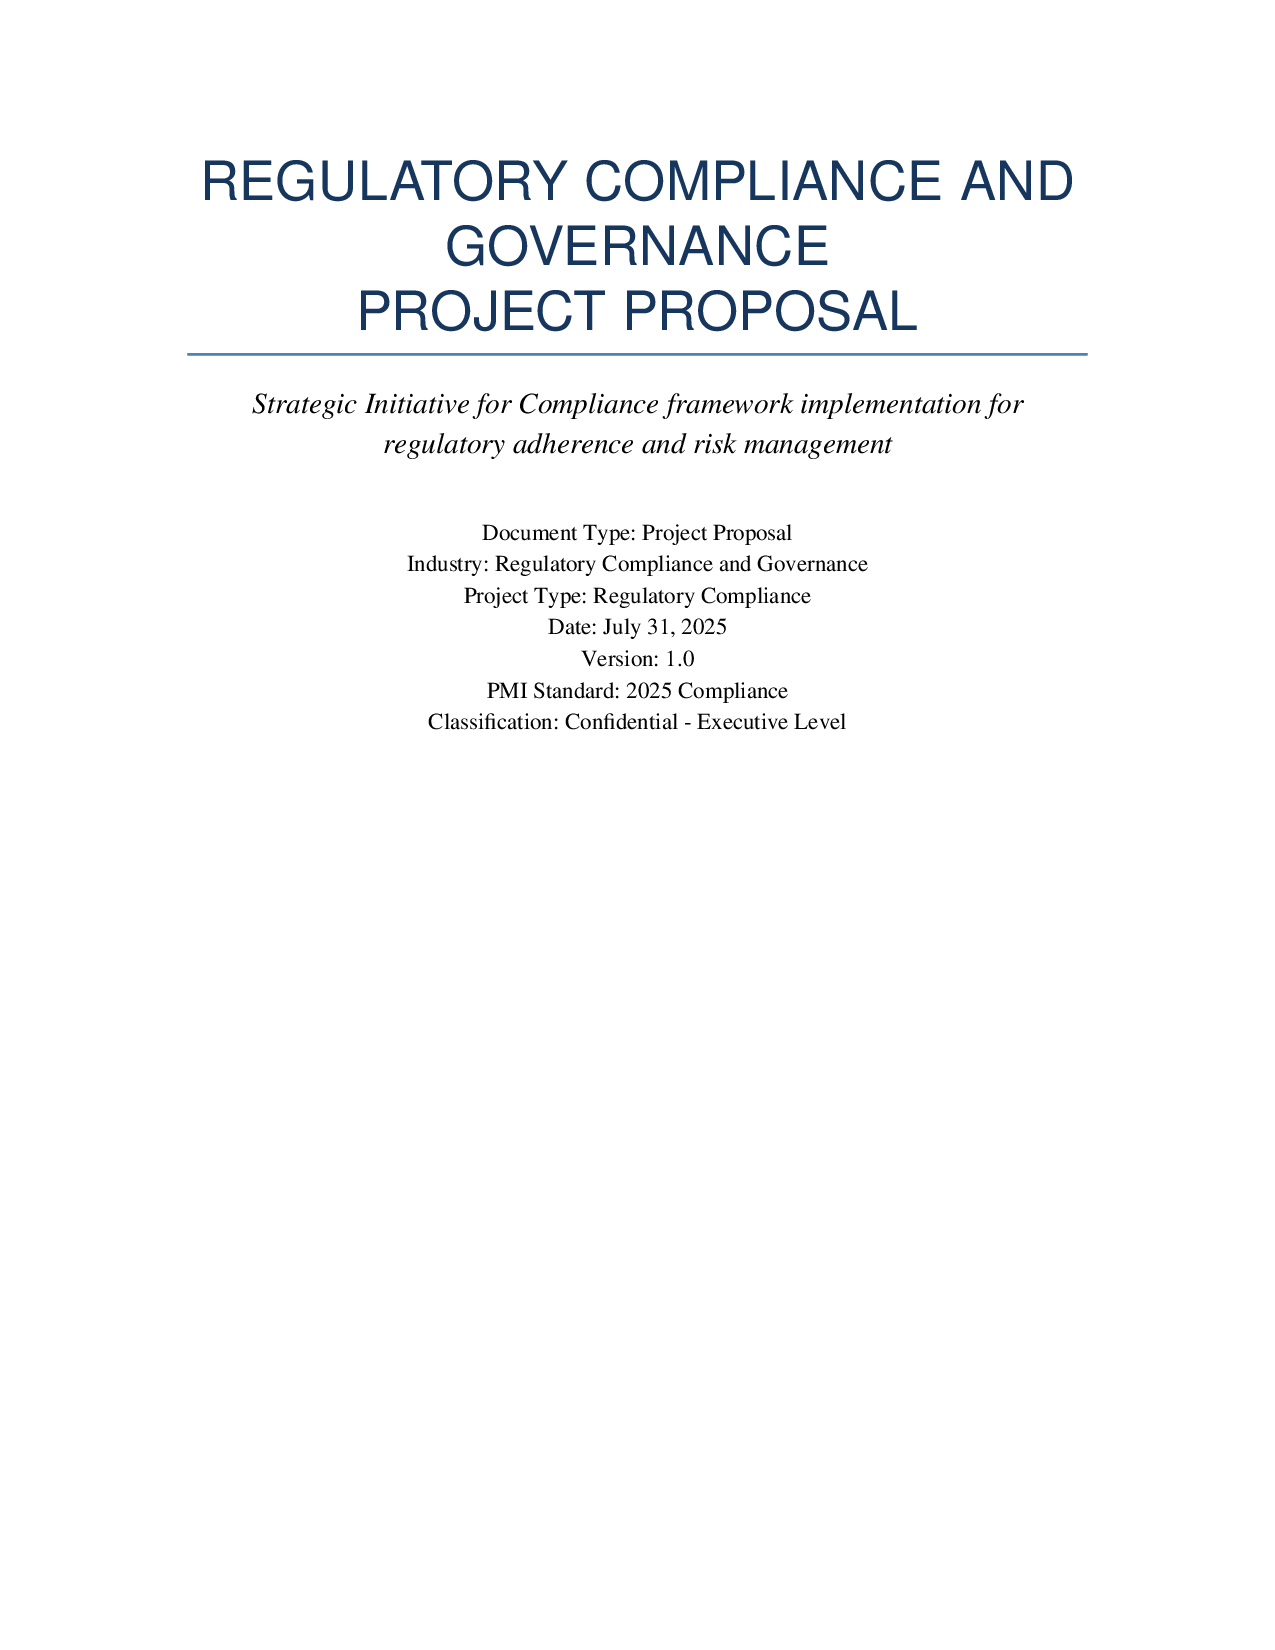 REGULATORY COMPLIANCE AND
GOVERNANCE
PROJECT PROPOSAL
Strategic Initiative for Compliance framework implementation for
regulatory adherence and risk management
Document Type: Project Proposal
Industry: Regulatory Compliance and Governance
Project Type: Regulatory Compliance
Date: July 31, 2025
Version: 1.0
PMI Standard: 2025 Compliance
Classification: Confidential - Executive Level